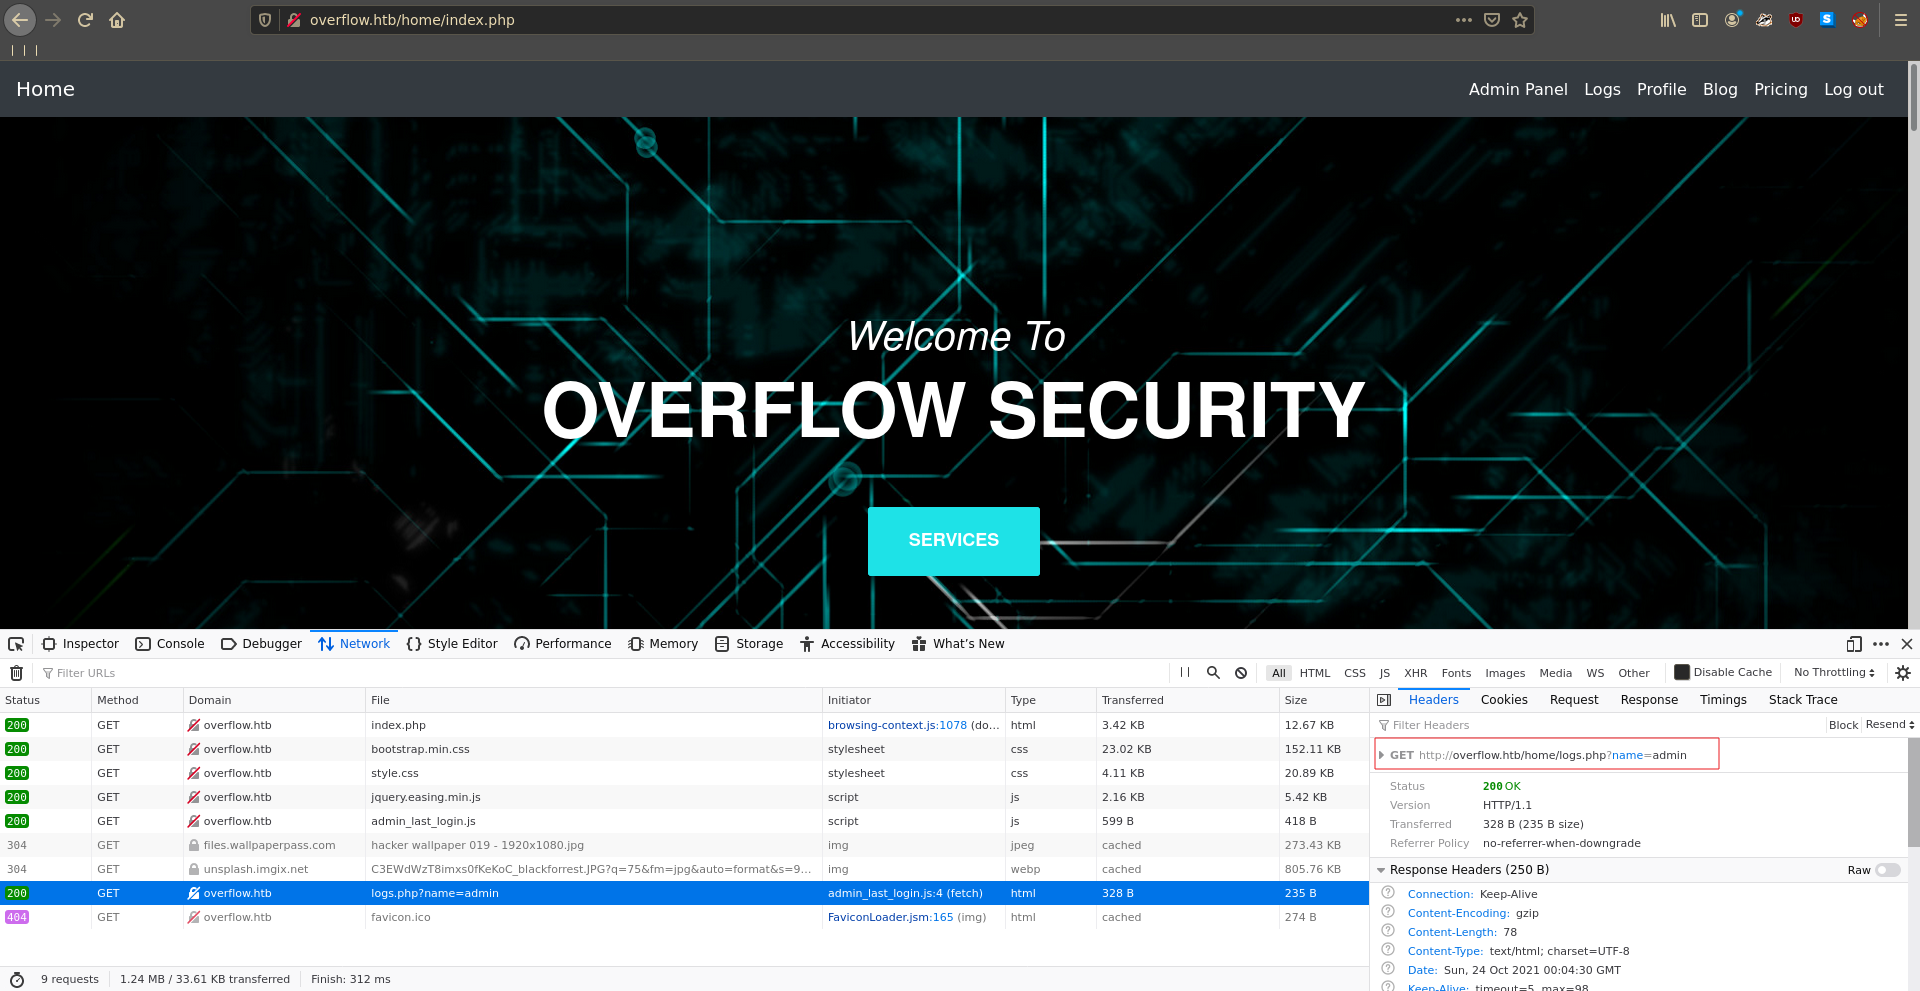 overflow.htb/home/index.php
Home
Admin Panel Logs Profile Blog Pricing Log out
Welcome To
OVERFLOW SECURITY
SERVICES
Inspector Console Debugger Network Style Editor Performance Memory Storage Accessibility What's New
Filter URLs
All HTML CSS JS XHR Fonts Images Media WS Other Disable Cache No Throttling
Status Method Domain File Initiator Type Transferred Size
200 GET overflow.htb index.php browsing-context.js:1078 (do... html 3.42 KB 12.67 KB
200 GET overflow.htb bootstrap.min.css stylesheet css 23.02 KB 152.11 KB
200 GET overflow.htb style.css stylesheet css 4.11 KB 20.89 KB
200 GET overflow.htb jquery.easing.min.js script js 2.16 KB 5.42 KB
200 GET overflow.htb admin_last_login.js script js 599 B 418 B
304 GET files.wallpaperpass.com hacker wallpaper 019 - 1920x1080.jpg img jpeg cached 273.43 KB
304 GET unsplash.imgix.net C3EWdWzT8imxs0fKeKoC_blackforrest.JPG?q=75&fm=jpg&auto=format&s=9... img webp cached 805.76 KB
200 GET overflow.htb logs.php?name=admin admin_last_login.js:4 (fetch) html 328 B 235 B
404 GET overflow.htb favicon.ico FaviconLoader.jsm:165 (img) html cached 274 B
9 requests 1.24 MB / 33.61 KB transferred Finish: 312 ms
Headers Cookies Request Response Timings Stack Trace
Filter Headers Block Resend
GET http://overflow.htb/home/logs.php?name=admin
Status 200 OK
Version HTTP/1.1
Transferred 328 B (235 B size)
Referrer Policy no-referrer-when-downgrade
Response Headers (250 B) Raw
Connection: Keep-Alive
Content-Encoding: gzip
Content-Length: 78
Content-Type: text/html; charset=UTF-8
Date: Sun, 24 Oct 2021 00:04:30 GMT
Keep-Alive: timeout=5, max=98